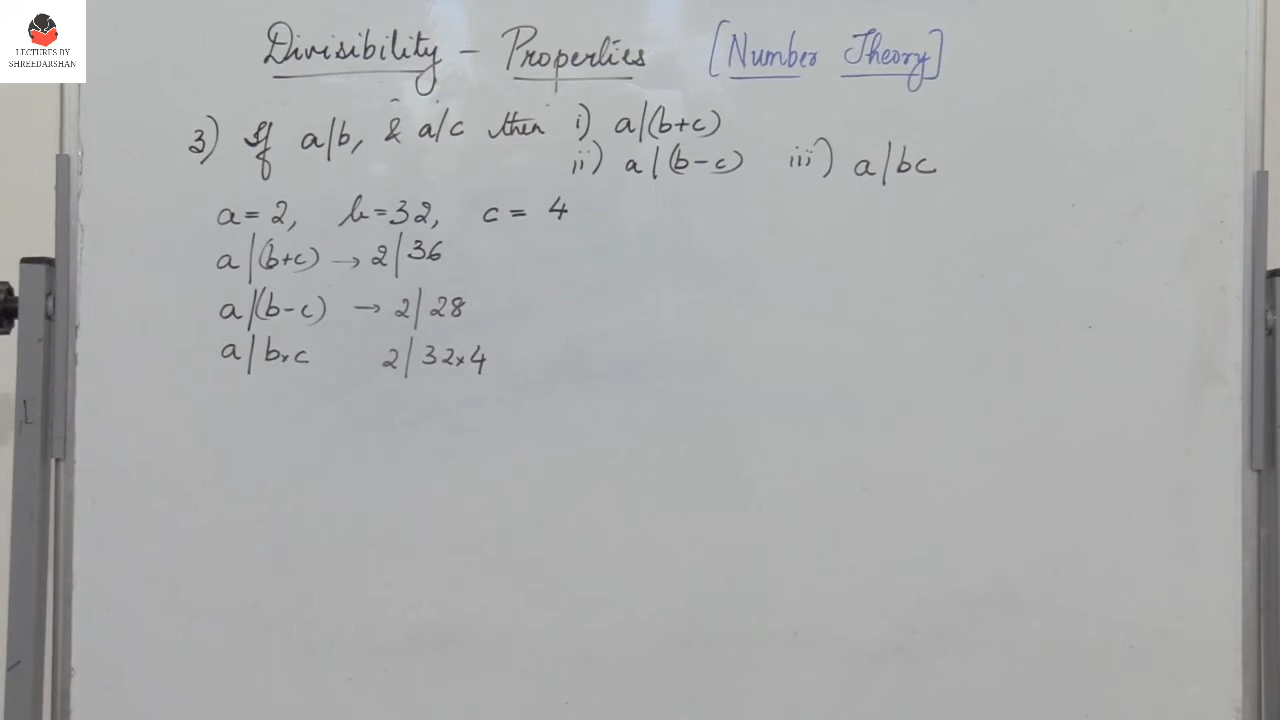 LECTURES BY
SHREEDARSHAN
Divisibility - Properties [Number Theory]
3) If a|b, & a|c then i) a|(b+c)
ii) a|(b-c) iii) a|bc
a=2, b=32, c= 4
a|(b+c) → 2|36
a|(b-c) → 2|28
a|b×c 2|32×4